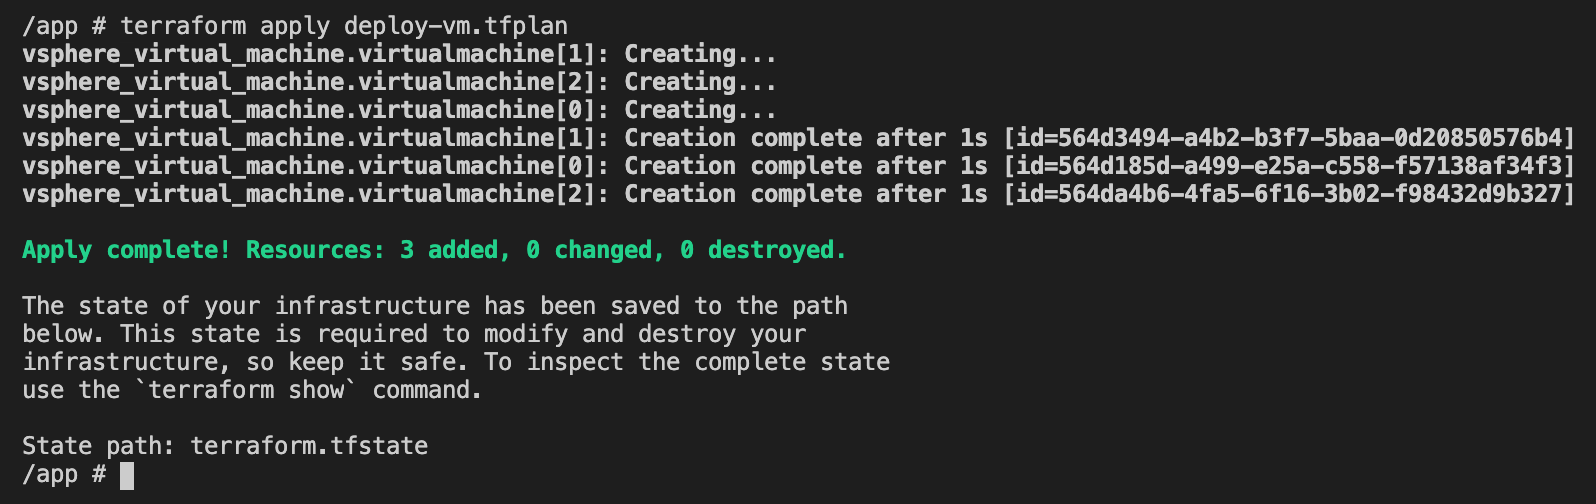 /app # terraform apply deploy-vm.tfplan
vsphere_virtual_machine.virtualmachine[1]: Creating...
vsphere_virtual_machine.virtualmachine[2]: Creating...
vsphere_virtual_machine.virtualmachine[0]: Creating...
vsphere_virtual_machine.virtualmachine[1]: Creation complete after 1s [id=564d3494-a4b2-b3f7-5baa-0d20850576b4]
vsphere_virtual_machine.virtualmachine[0]: Creation complete after 1s [id=564d185d-a499-e25a-c558-f57138af34f3]
vsphere_virtual_machine.virtualmachine[2]: Creation complete after 1s [id=564da4b6-4fa5-6f16-3b02-f98432d9b327]
Apply complete! Resources: 3 added, 0 changed, 0 destroyed.
The state of your infrastructure has been saved to the path
below. This state is required to modify and destroy your
infrastructure, so keep it safe. To inspect the complete state
use the `terraform show` command.
State path: terraform.tfstate
/app #